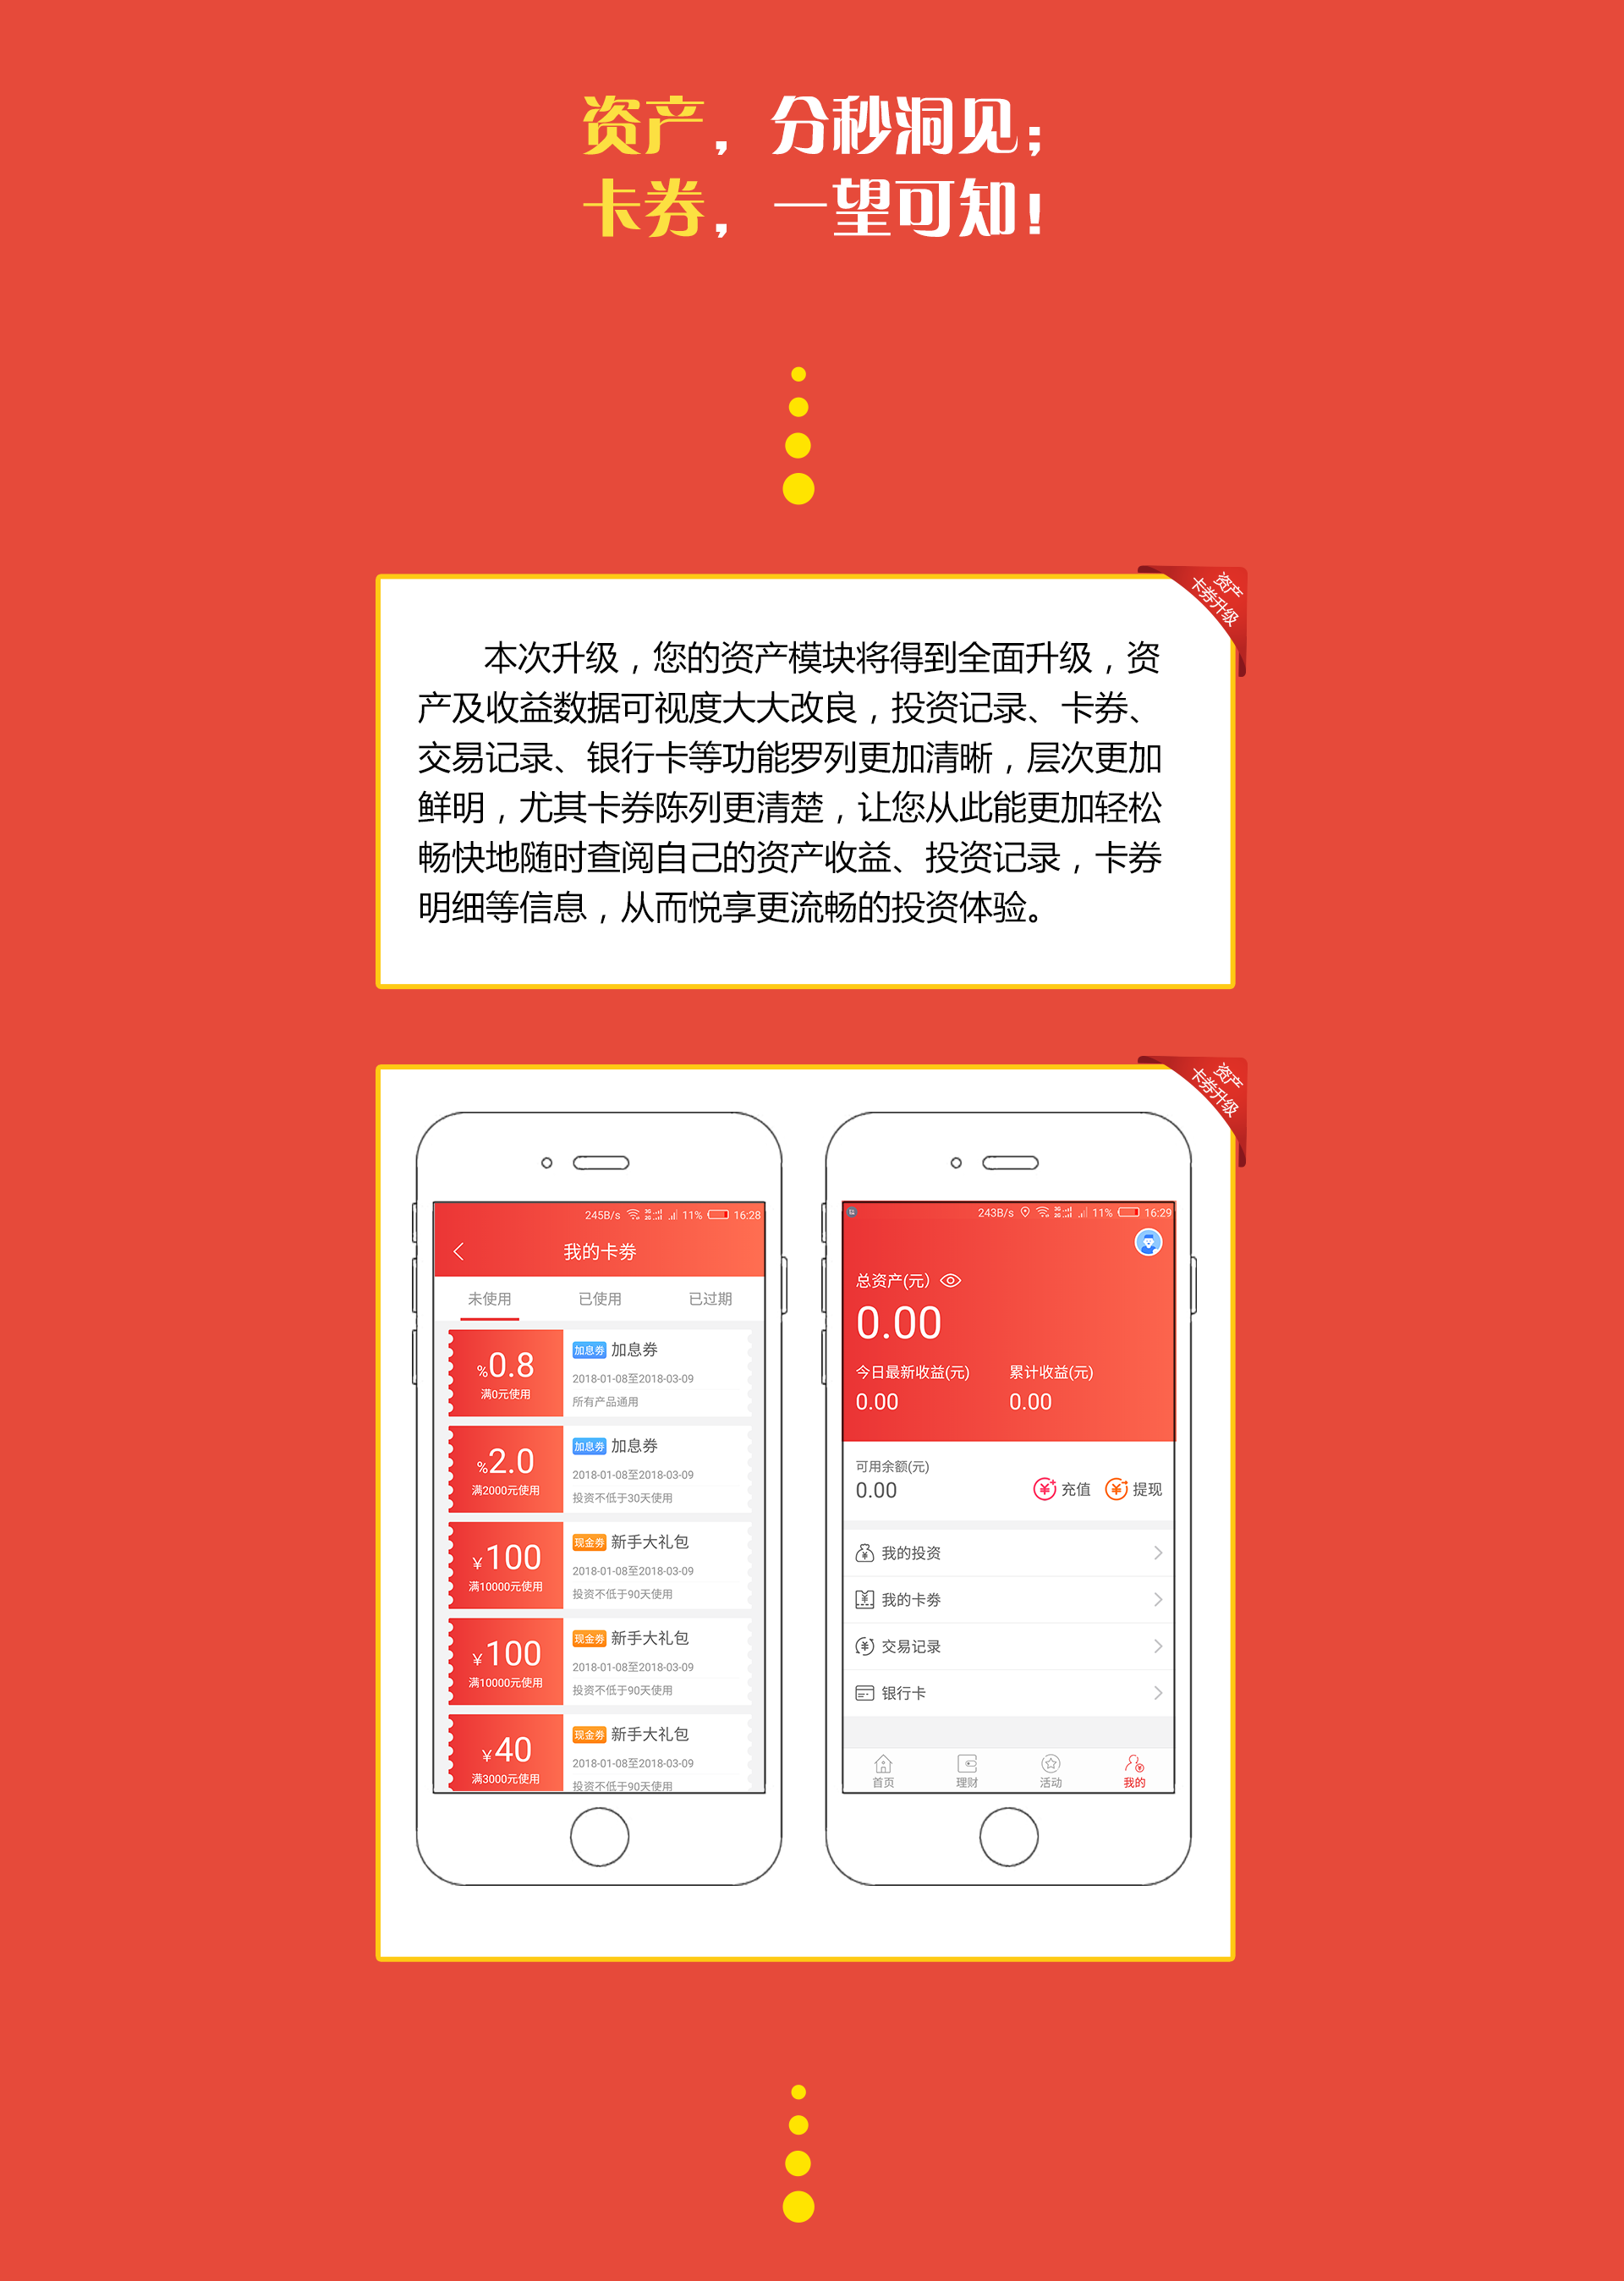 资产，分秒洞见；
卡券，一望可知！
资产
卡券升级
本次升级，您的资产模块将得到全面升级，资
产及收益数据可视度大大改良，投资记录、卡券、
交易记录、银行卡等功能罗列更加清晰，层次更加
鲜明，尤其卡券陈列更清楚，让您从此能更加轻松
畅快地随时查阅自己的资产收益、投资记录，卡券
明细等信息，从而悦享更流畅的投资体验。
资产
卡券升级
245B/s 3G 2G 11% 16:28
我的卡券
未使用 已使用 已过期
%0.8
满0元使用
加息券 加息券
2018-01-08至2018-03-09
所有产品通用
%2.0
满2000元使用
加息券 加息券
2018-01-08至2018-03-09
投资不低于30天使用
¥100
满10000元使用
现金券 新手大礼包
2018-01-08至2018-03-09
投资不低于90天使用
¥100
满10000元使用
现金券 新手大礼包
2018-01-08至2018-03-09
投资不低于90天使用
¥40
满3000元使用
现金券 新手大礼包
2018-01-08至2018-03-09
投资不低于90天使用
243B/s 3G 2G 11% 16:29
总资产(元)
0.00
今日最新收益(元) 累计收益(元)
0.00 0.00
可用余额(元)
0.00
充值 提现
我的投资
我的卡券
交易记录
银行卡
首页 理财 活动 我的